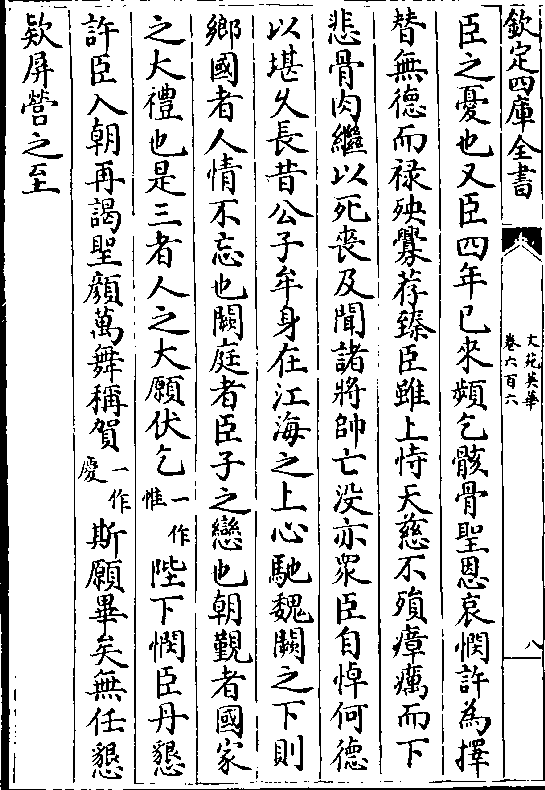 欽定四庫全書
文苑英華
卷六百六
八
臣之憂也又臣四年已來頻乞骸骨聖恩哀憫許為擇
替無德而禄殃釁荐臻臣雖上恃天慈不殞瘴癘而下
悲骨肉繼以死喪及聞諸將帥亡没亦衆臣自悼何德
以堪久長昔公子牟身在江海之上心馳魏闕之下則
鄉國者人情不忘也闕庭者臣子之戀也朝覲者國家
之大禮也是三者人之大願伏乞一作惟陛下憫臣丹懇
許臣入朝再謁聖顔萬舞稱賀一作慶斯願畢矣無任懇
欵屏營之至